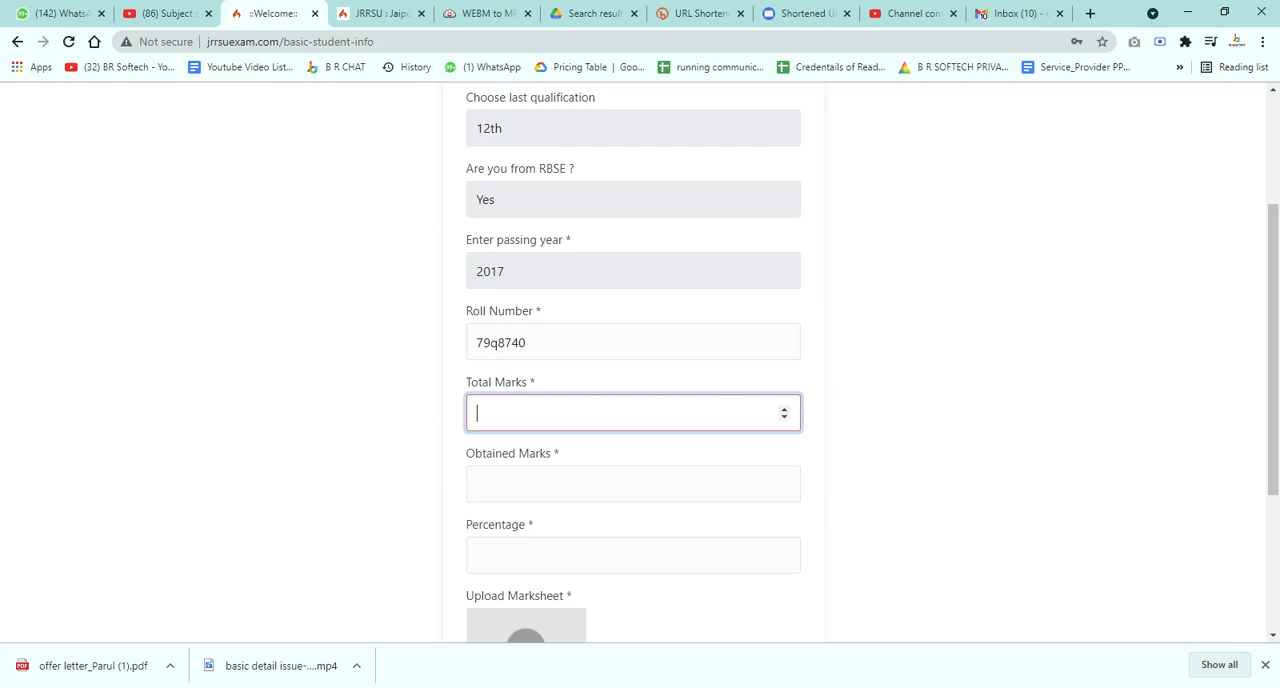 (142) WhatsA
(86) Subject s
::Welcome::
JRRSU : Jaipu
WEBM to MP
Search result
URL Shorten
Shortened U
Channel con
Inbox (10) -
Not secure jrrsuexam.com/basic-student-info
Apps
(32) BR Softech - Yo...
Youtube Video List...
B R CHAT
History
(1) WhatsApp
Pricing Table | Goo...
running communic...
Credentails of Read...
B R SOFTECH PRIVA...
Service_Provider PP...
»
Reading list
Choose last qualification
12th
Are you from RBSE ?
Yes
Enter passing year *
2017
Roll Number *
79q8740
Total Marks *
Obtained Marks *
Percentage *
Upload Marksheet *
offer letter_Parul (1).pdf
basic detail issue-....mp4
Show all